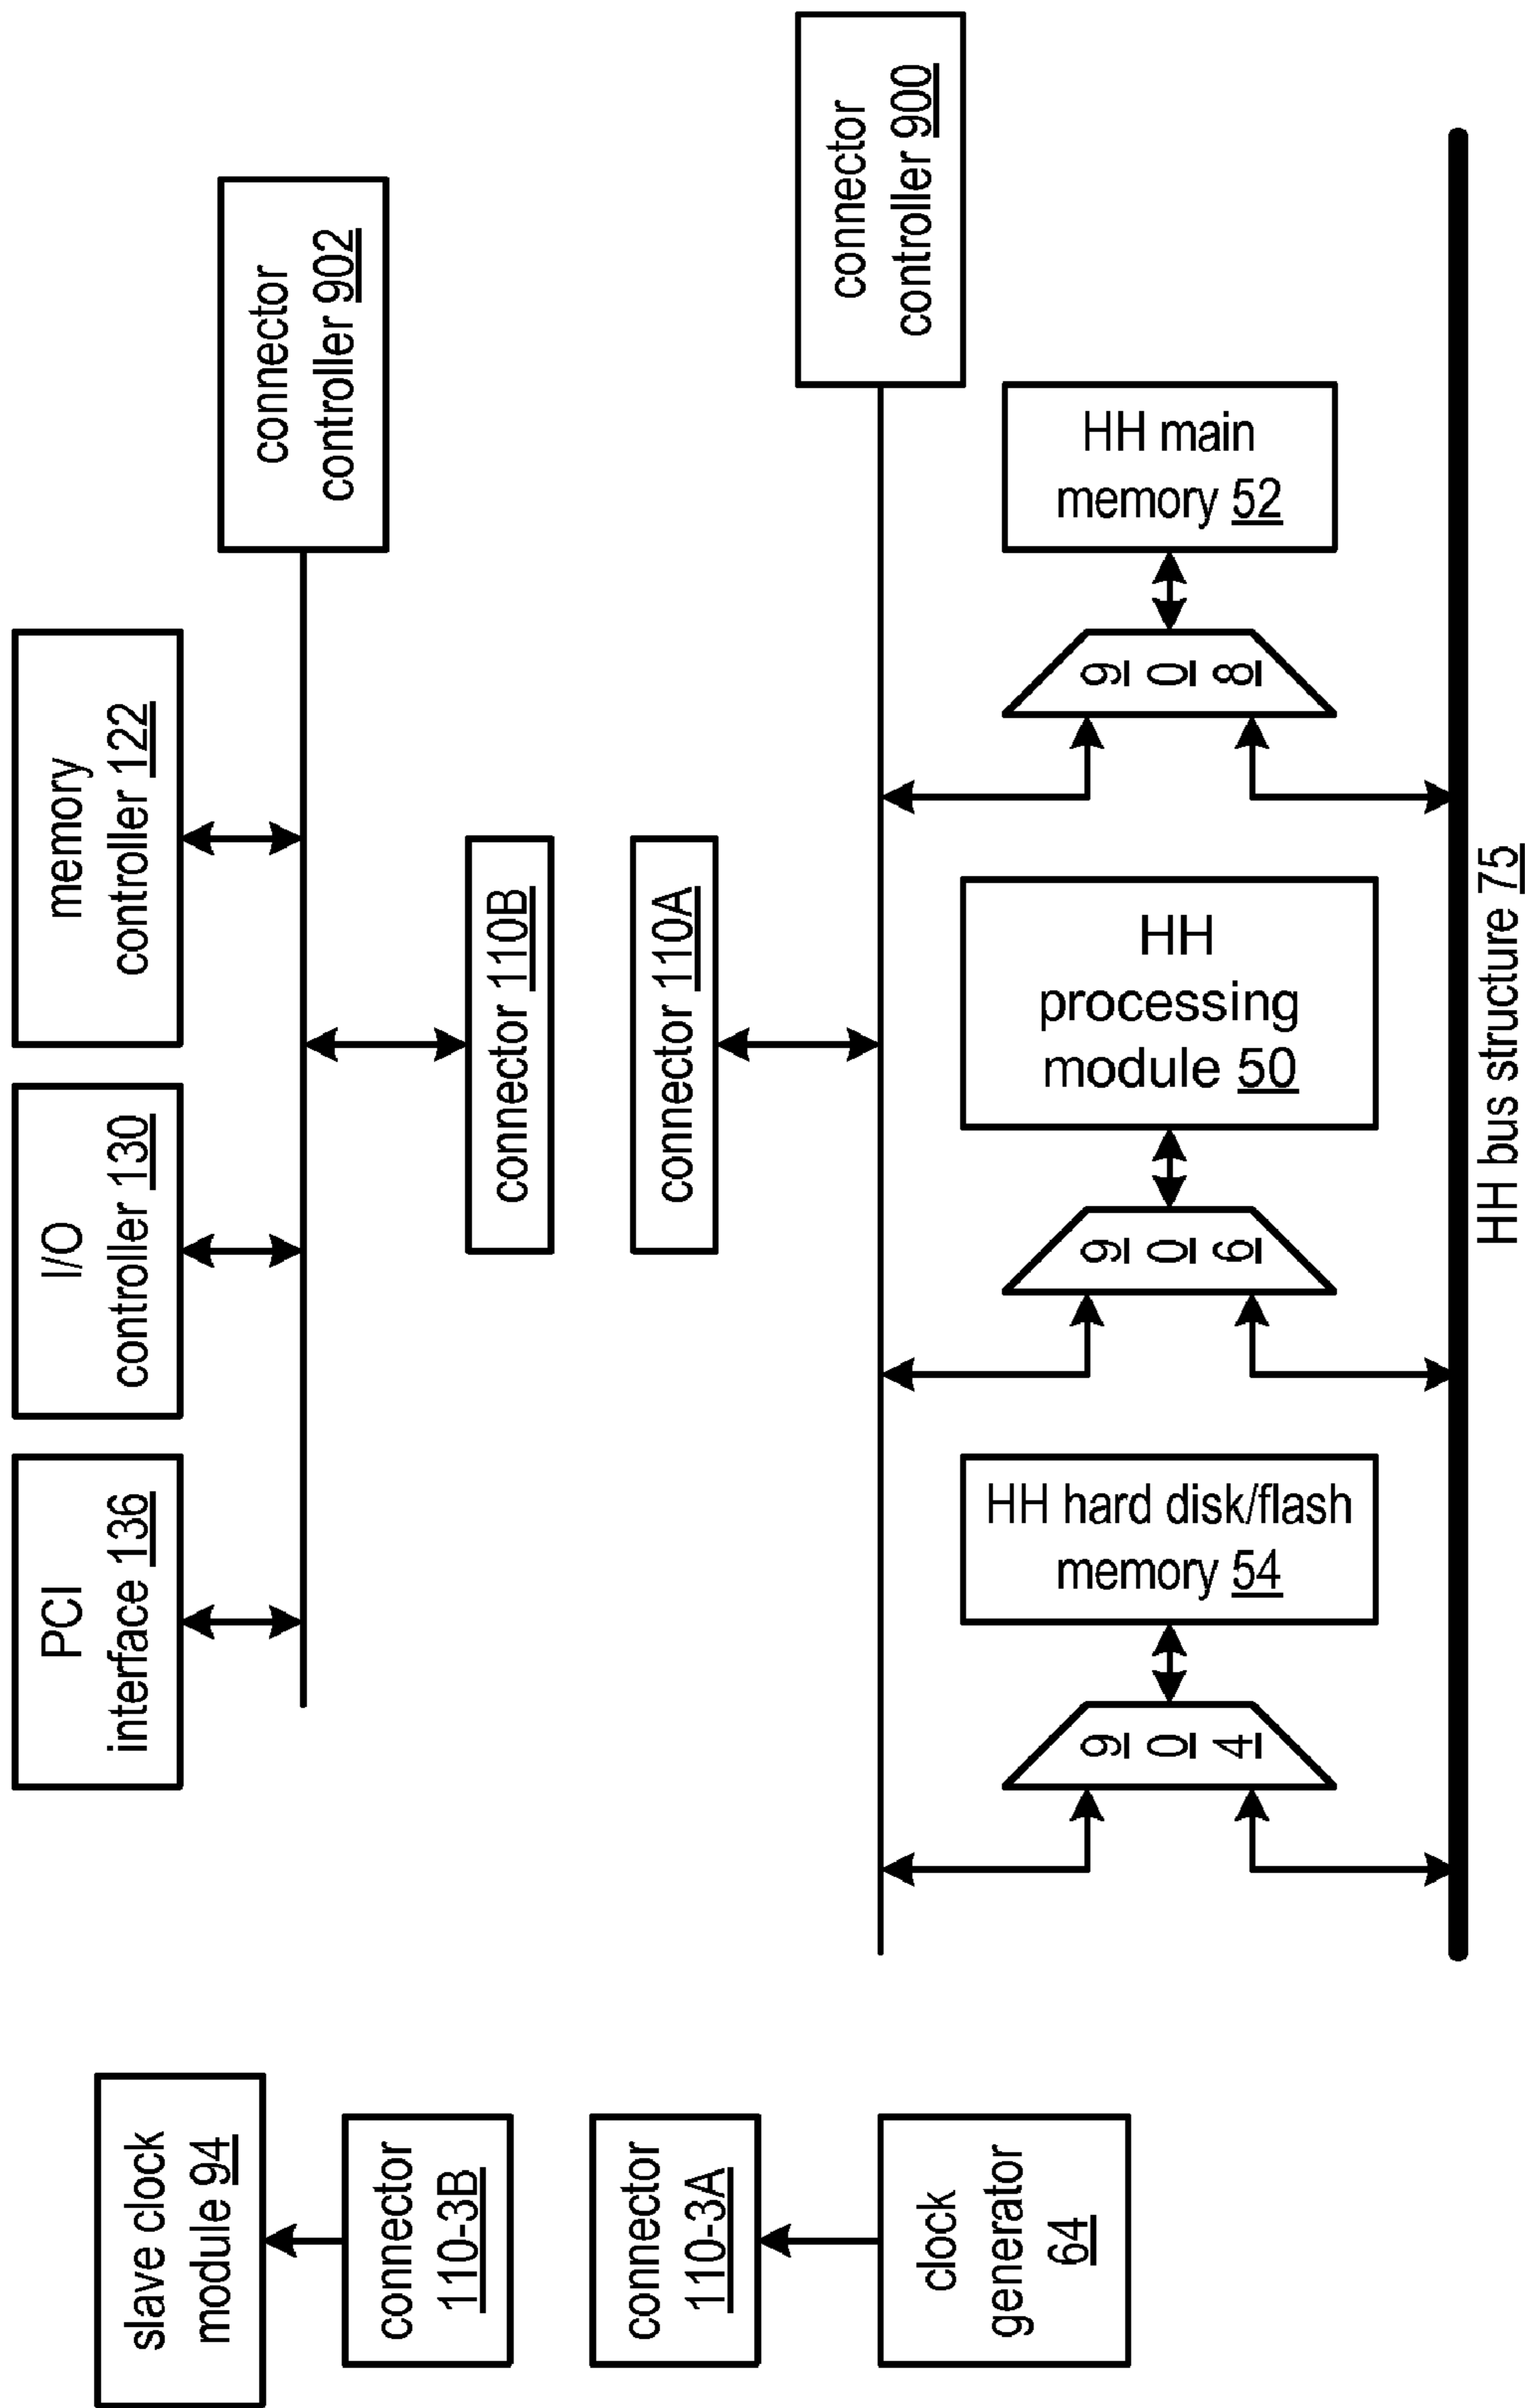 slave clock
module 94
PCI
interface 136
I/O
controller 130
memory
controller 122
connector
controller 902
connector
110-3B
connector 110B
connector
110-3A
connector 110A
connector
controller 900
clock
generator
64
904
HH hard disk/flash
memory 54
906
HH
processing
module 50
908
HH main
memory 52
HH bus structure 75